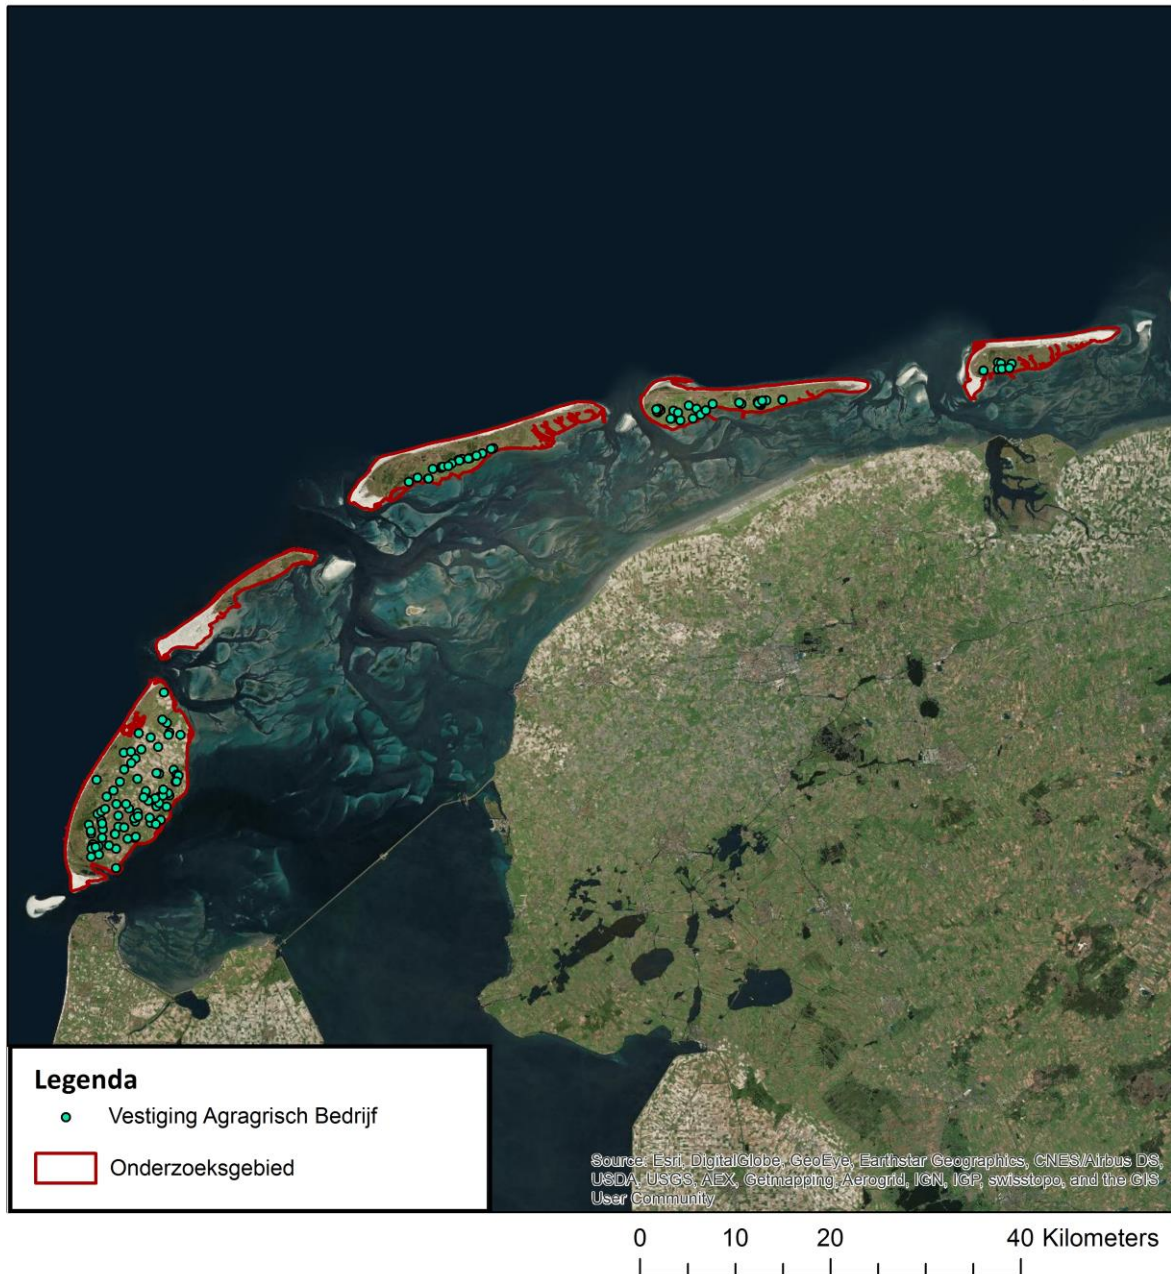 Legenda
Vestiging Agragrisch Bedrijf
Onderzoeksgebied
Source: Esri, DigitalGlobe, GeoEye, Earthstar Geographics, CNES/Airbus DS,
USDA, USGS, AEX, Getmapping, Aerogrid, IGN, IGP, swisstopo, and the GIS
User Community
0 10 20 40 Kilometers